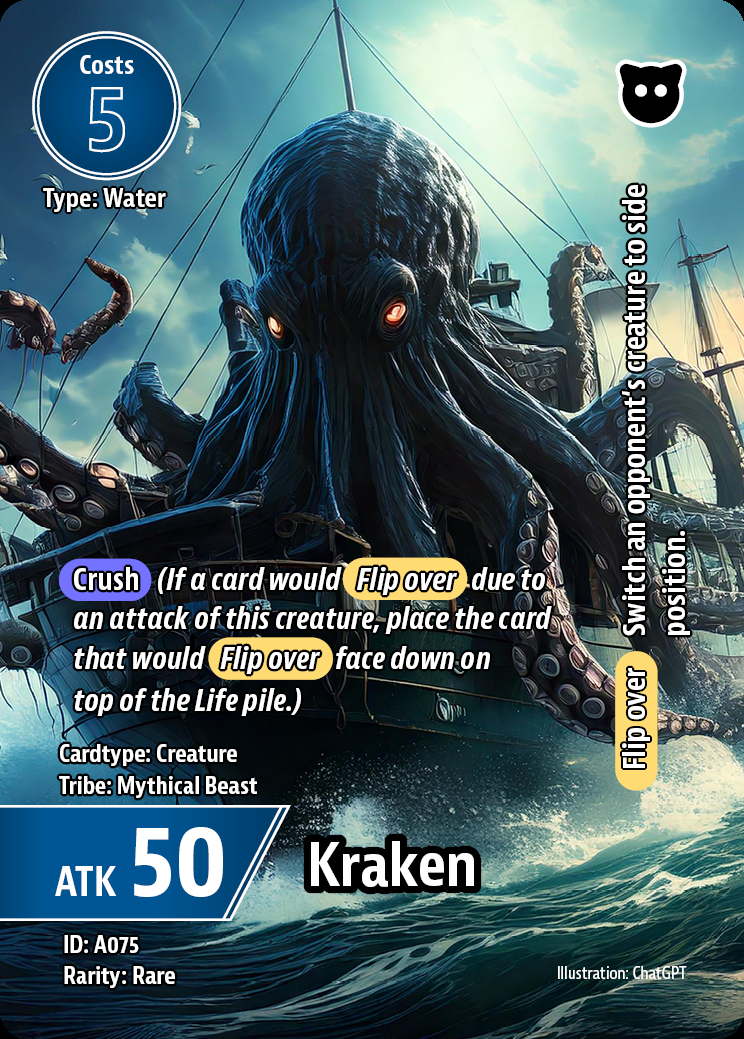 Costs
5
Type: Water
Flip over Switch an opponent's creature to side
position.
Crush (If a card would Flip over due to
an attack of this creature, place the card
that would Flip over face down on
top of the Life pile.)
Cardtype: Creature
Tribe: Mythical Beast
ATK 50
Kraken
ID: A075
Rarity: Rare
Illustration: ChatGPT